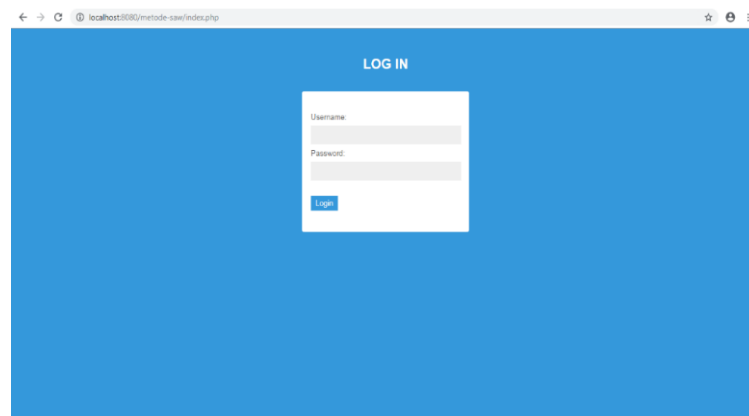 localhost:8080/metode-saw/index.php
LOG IN
Username:
Password:
Login